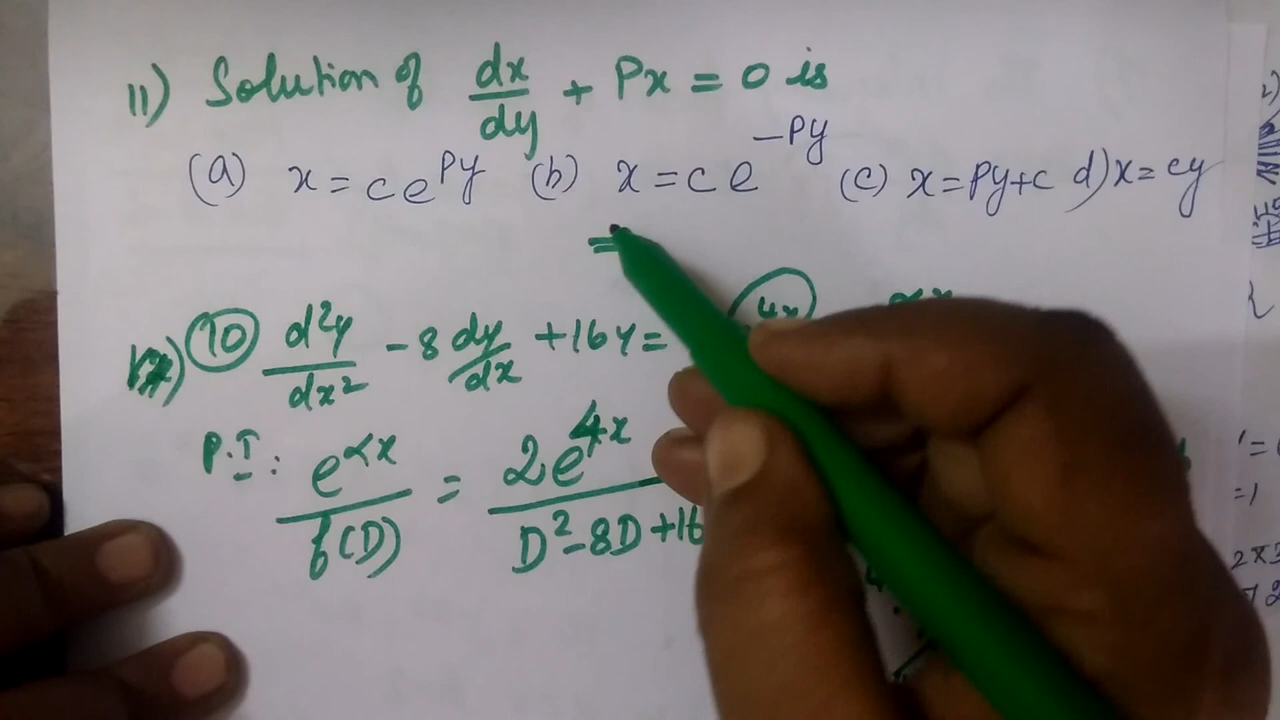 11) Solution of dx/dy + Px = 0 is
(a) x = ce^Py (b) x = ce^-Py (c) x = Py+c d) x = cy
10 d²y/dx² - 8 dy/dx + 16y = 4x
P.I: e^αx/f(D) = 2e^4x/D²-8D+16